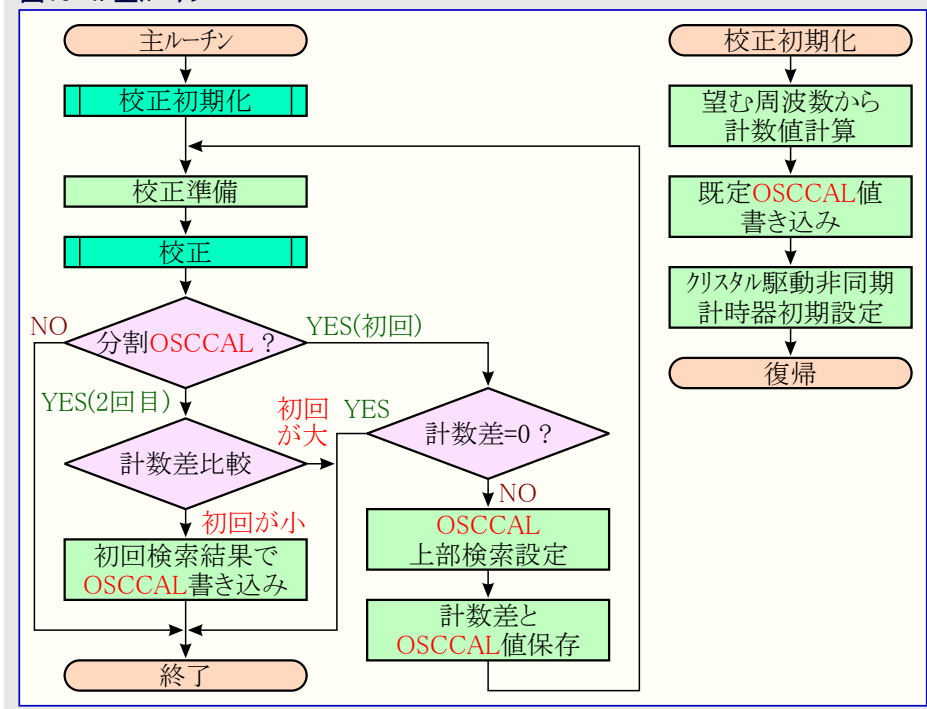 主ルーチン
校正初期化
校正準備
校正
NO
分割OSCCAL ?
YES(初回)
YES(2回目)
計数差比較
初回
が大
YES
計数差=0 ?
初回が小
NO
初回検索結果で
OSCCAL書き込み
OSCCAL
上部検索設定
計数差と
OSCCAL値保存
終了
校正初期化
望む周波数から
計数値計算
既定OSCCAL値
書き込み
クリスタル駆動非同期
計時器初期設定
復帰